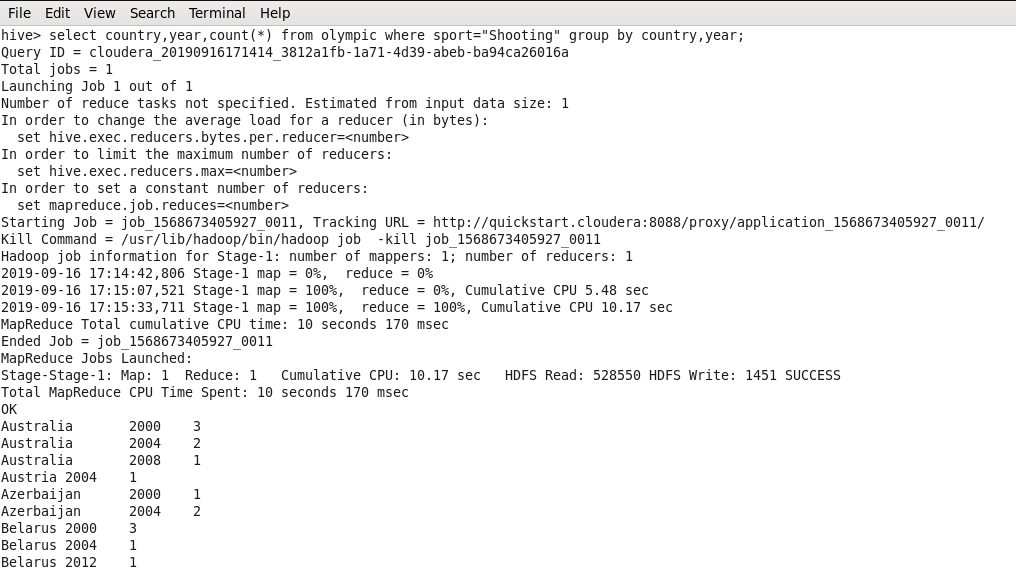 File Edit View Search Terminal Help
hive> select country,year,count(*) from olympic where sport="Shooting" group by country,year;
Query ID = cloudera_20190916171414_3812a1fb-1a71-4d39-abeb-ba94ca26016a
Total jobs = 1
Launching Job 1 out of 1
Number of reduce tasks not specified. Estimated from input data size: 1
In order to change the average load for a reducer (in bytes):
  set hive.exec.reducers.bytes.per.reducer=<number>
In order to limit the maximum number of reducers:
  set hive.exec.reducers.max=<number>
In order to set a constant number of reducers:
  set mapreduce.job.reduces=<number>
Starting Job = job_1568673405927_0011, Tracking URL = http://quickstart.cloudera:8088/proxy/application_1568673405927_0011/
Kill Command = /usr/lib/hadoop/bin/hadoop job  -kill job_1568673405927_0011
Hadoop job information for Stage-1: number of mappers: 1; number of reducers: 1
2019-09-16 17:14:42,806 Stage-1 map = 0%,  reduce = 0%
2019-09-16 17:15:07,521 Stage-1 map = 100%,  reduce = 0%, Cumulative CPU 5.48 sec
2019-09-16 17:15:33,711 Stage-1 map = 100%,  reduce = 100%, Cumulative CPU 10.17 sec
MapReduce Total cumulative CPU time: 10 seconds 170 msec
Ended Job = job_1568673405927_0011
MapReduce Jobs Launched:
Stage-Stage-1: Map: 1  Reduce: 1   Cumulative CPU: 10.17 sec   HDFS Read: 528550 HDFS Write: 1451 SUCCESS
Total MapReduce CPU Time Spent: 10 seconds 170 msec
OK
Australia	2000	3
Australia	2004	2
Australia	2008	1
Austria	2004	1
Azerbaijan	2000	1
Azerbaijan	2004	2
Belarus	2000	3
Belarus	2004	1
Belarus	2012	1